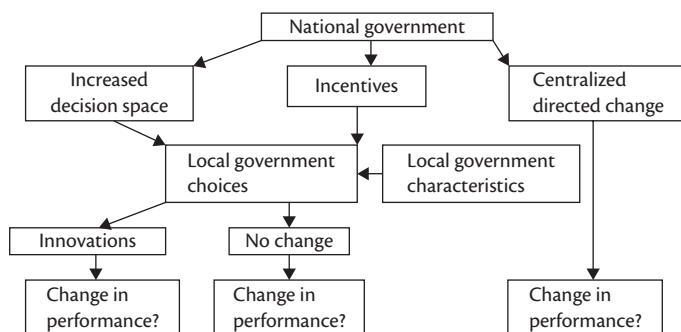 National government
Increased
decision space
Incentives
Centralized
directed change
Local government
choices
Local government
characteristics
Innovations
No change
Change in
performance?
Change in
performance?
Change in
performance?